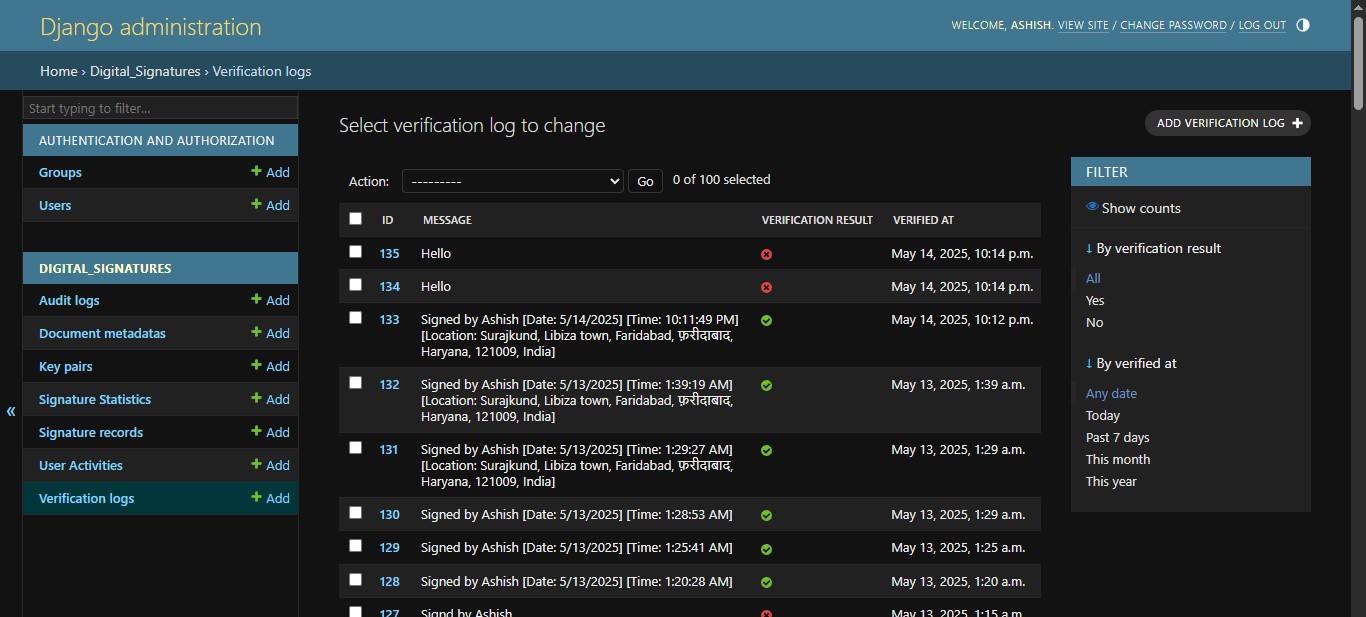 Django administration
WELCOME, ASHISH. VIEW SITE / CHANGE PASSWORD / LOG OUT
Home › Digital_Signatures › Verification logs
Start typing to filter...
AUTHENTICATION AND AUTHORIZATION
Groups + Add
Users + Add
DIGITAL_SIGNATURES
Audit logs + Add
Document metadatas + Add
Key pairs + Add
Signature Statistics + Add
Signature records + Add
User Activities + Add
Verification logs + Add
«
Select verification log to change
ADD VERIFICATION LOG +
Action: --------- Go 0 of 100 selected
ID MESSAGE VERIFICATION RESULT VERIFIED AT
135 Hello May 14, 2025, 10:14 p.m.
134 Hello May 14, 2025, 10:14 p.m.
133 Signed by Ashish [Date: 5/14/2025] [Time: 10:11:49 PM] May 14, 2025, 10:12 p.m.
[Location: Surajkund, Libiza town, Faridabad, फ़रीदाबाद,
Haryana, 121009, India]
132 Signed by Ashish [Date: 5/13/2025] [Time: 1:39:19 AM] May 13, 2025, 1:39 a.m.
[Location: Surajkund, Libiza town, Faridabad, फ़रीदाबाद,
Haryana, 121009, India]
131 Signed by Ashish [Date: 5/13/2025] [Time: 1:29:27 AM] May 13, 2025, 1:29 a.m.
[Location: Surajkund, Libiza town, Faridabad, फ़रीदाबाद,
Haryana, 121009, India]
130 Signed by Ashish [Date: 5/13/2025] [Time: 1:28:53 AM] May 13, 2025, 1:29 a.m.
129 Signed by Ashish [Date: 5/13/2025] [Time: 1:25:41 AM] May 13, 2025, 1:25 a.m.
128 Signed by Ashish [Date: 5/13/2025] [Time: 1:20:28 AM] May 13, 2025, 1:20 a.m.
127 Signd by Ashish May 13, 2025, 1:15 a.m.
FILTER
Show counts
↓ By verification result
All
Yes
No
↓ By verified at
Any date
Today
Past 7 days
This month
This year